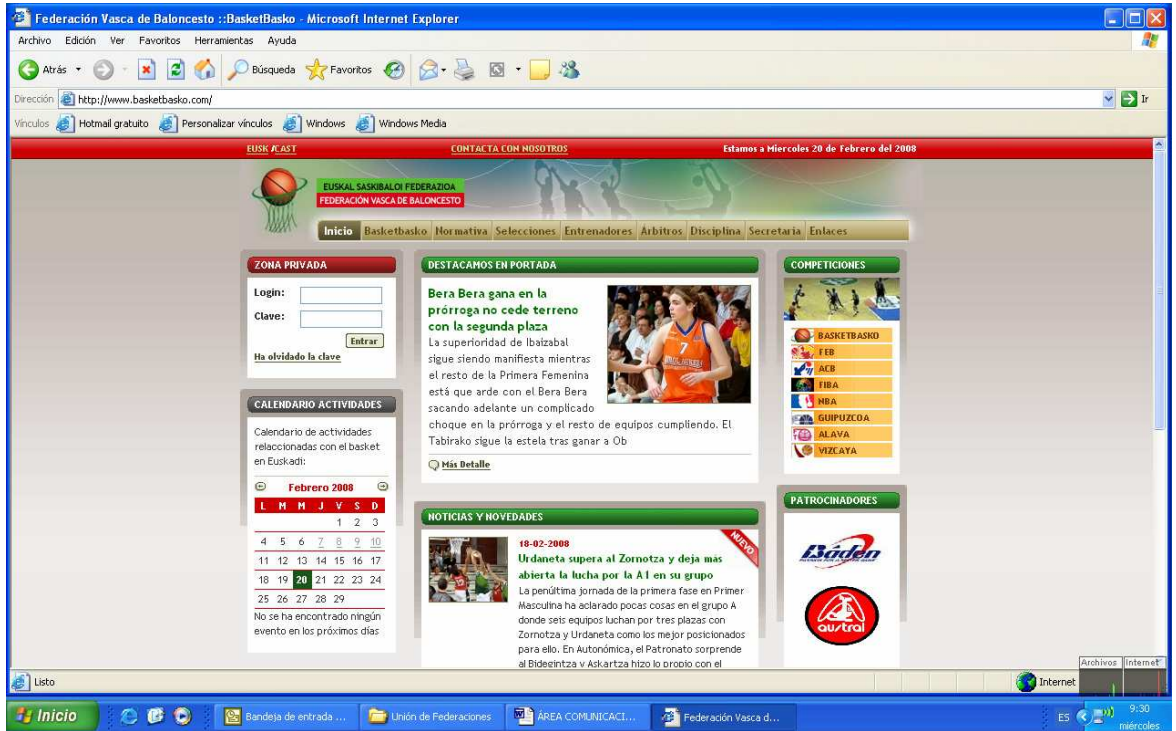 Federación Vasca de Baloncesto ::BasketBasko - Microsoft Internet Explorer
Archivo Edición Ver Favoritos Herramientas Ayuda
Atrás Búsqueda Favoritos
Dirección http://www.basketbasko.com/ Ir
Vínculos Hotmail gratuito Personalizar vínculos Windows Windows Media
EUSK /CAST CONTACTA CON NOSOTROS Estamos a Miercoles 20 de Febrero del 2008
EUSKAL SASKIBALOI FEDERAZIOA
FEDERACIÓN VASCA DE BALONCESTO
Inicio Basketbasko Normativa Selecciones Entrenadores Arbitros Disciplina Secretaria Enlaces
ZONA PRIVADA
Login:
Clave:
Entrar
Ha olvidado la clave
CALENDARIO ACTIVIDADES
Calendario de actividades
relaccionadas con el basket
en Euskadi:
Febrero 2008
L M M J V S D
1 2 3
4 5 6 7 8 9 10
11 12 13 14 15 16 17
18 19 20 21 22 23 24
25 26 27 28 29
No se ha encontrado ningún
evento en los próximos días
DESTACAMOS EN PORTADA
Bera Bera gana en la
prórroga no cede terreno
con la segunda plaza
La superioridad de Ibaizabal
sigue siendo manifiesta mientras
el resto de la Primera Femenina
está que arde con el Bera Bera
sacando adelante un complicado
choque en la prórroga y el resto de equipos cumpliendo. El
Tabirako sigue la estela tras ganar a Ob
Más Detalle
7
NOTICIAS Y NOVEDADES
NUEVO
18-02-2008
Urdaneta supera al Zornotza y deja más
abierta la lucha por la A1 en su grupo
La penúltima jornada de la primera fase en Primer
Masculina ha aclarado pocas cosas en el grupo A
donde seis equipos luchan por tres plazas con
Zornotza y Urdaneta como los mejor posicionados
para ello. En Autonómica, el Patronato sorprende
al Bidegintza y Askartza hizo lo propio con el
COMPETICIONES
BASKETBASKO
FEB
ACB
FIBA
NBA
GUIPUZCOA
ALAVA
VIZCAYA
PATROCINADORES
Báden
austral
Archivos Internet
Listo Internet
Inicio Bandeja de entrada ... Unión de Federaciones ÁREA COMUNICACI... Federación Vasca d... ES 9:30
miércoles